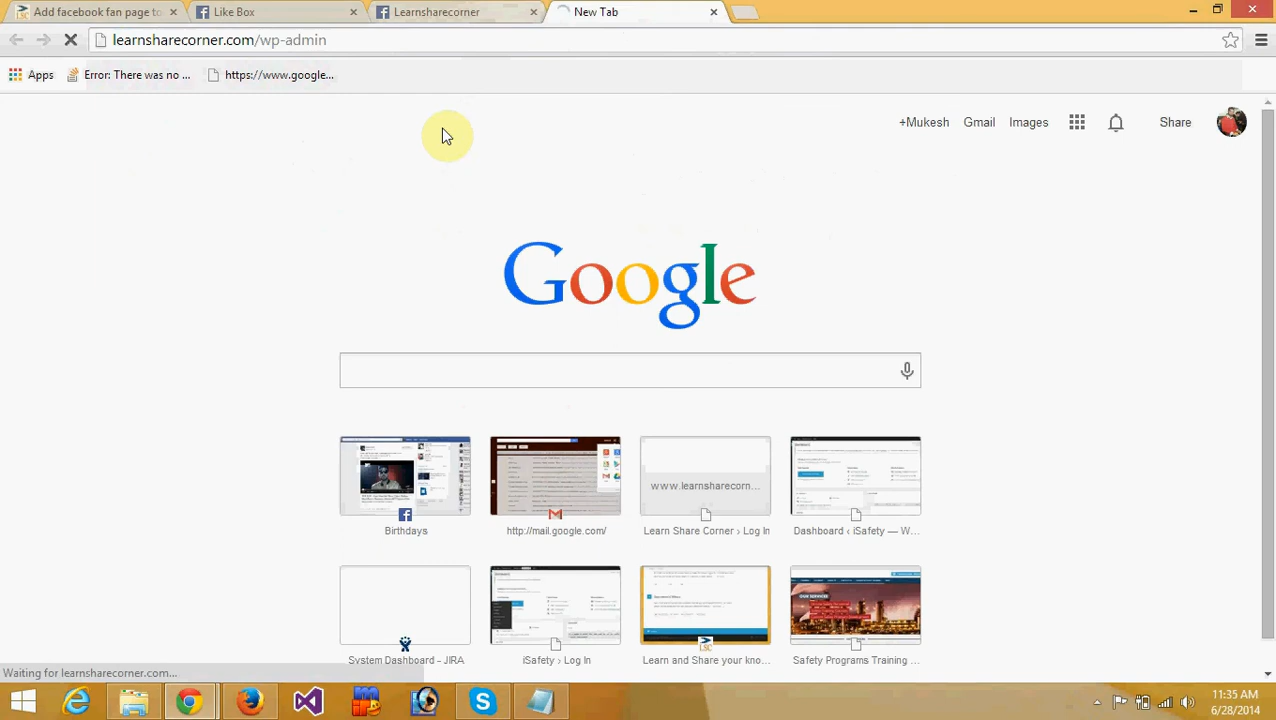 Add facebook fan page to
Like Box
Learnsharecorner
New Tab
learnsharecorner.com/wp-admin
Apps
Error: There was no ...
https://www.google...
+Mukesh
Gmail
Images
Share
Google
www.learnsharecorn...
Birthdays
http://mail.google.com/
Learn Share Corner › Log In
Dashboard ‹ iSafety — W...
OUR SERVICES
System Dashboard - JIRA
iSafety › Log In
Learn and Share your kno...
Safety Programs Training ...
Waiting for learnsharecorner.com...
11:35 AM
6/28/2014